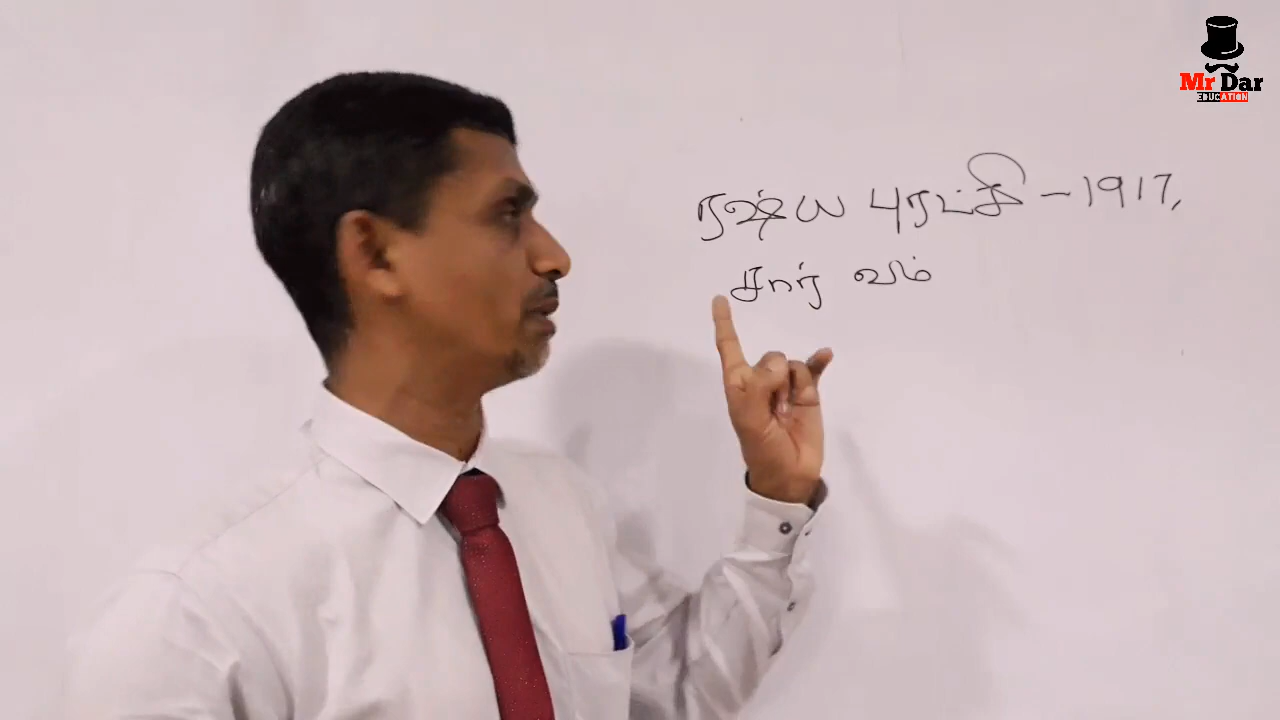 Mr Dar
EDUCATION
ரஷ்ய புரட்சி - 1917,
சார் வம்